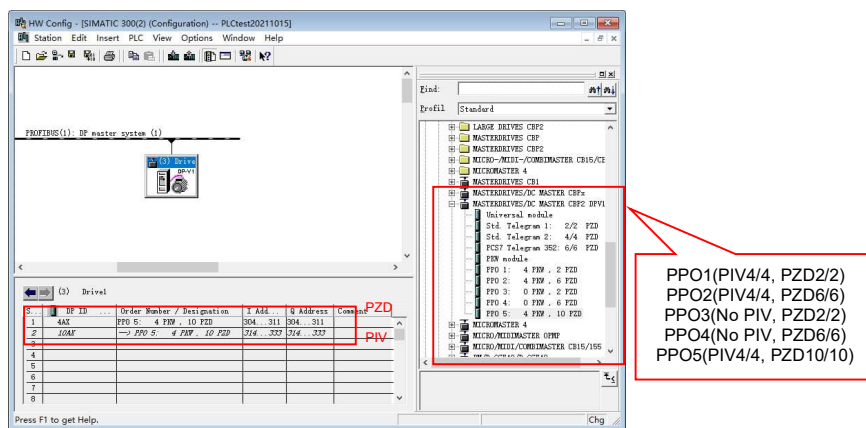 HW Config - [SIMATIC 300(2) (Configuration) -- PLCtest20211015]
Station Edit Insert PLC View Options Window Help
PROFIBUS(1): DP master system (1)
(3) Drive
DP-V1
Find:
Profil Standard
LARGE DRIVES CBP2
MASTERDRIVES CBP
MASTERDRIVES CBP2
MICRO-/MIDI-/COMBIMASTER CB15/CE
MICROMASTER 4
MASTERDRIVES CB1
MASTERDRIVES/DC MASTER CBPx
MASTERDRIVES/DC MASTER CBP2 DPV1
Universal module
Std. Telegram 1: 2/2 PZD
Std. Telegram 2: 4/4 PZD
PCS7 Telegram 352: 6/6 PZD
PKW module
PPO 1: 4 PKW , 2 PZD
PPO 2: 4 PKW , 6 PZD
PPO 3: 0 PKW , 2 PZD
PPO 4: 0 PKW , 6 PZD
PPO 5: 4 PKW , 10 PZD
MICROMASTER 4
MICRO/MIDIMASTER OPMP
MICRO/MIDI/COMBIMASTER CB15/155
(3) Drive1
S... DP ID ... Order Number / Designation I Add... Q Address Comment
1 4AX PPO 5: 4 PKW , 10 PZD 304...311 304...311
2 10AX --> PPO 5: 4 PKW , 10 PZD 314...333 314...333
3
4
5
6
7
8
PZD
PIV
PPO1(PIV4/4, PZD2/2)
PPO2(PIV4/4, PZD6/6)
PPO3(No PIV, PZD2/2)
PPO4(No PIV, PZD6/6)
PPO5(PIV4/4, PZD10/10)
Press F1 to get Help.
Chg